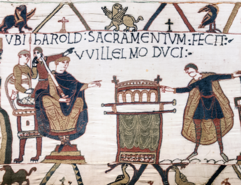 VBI hAROLD : SACRAMENTVM : FECIT :·
VVILLELMO DVCI :·